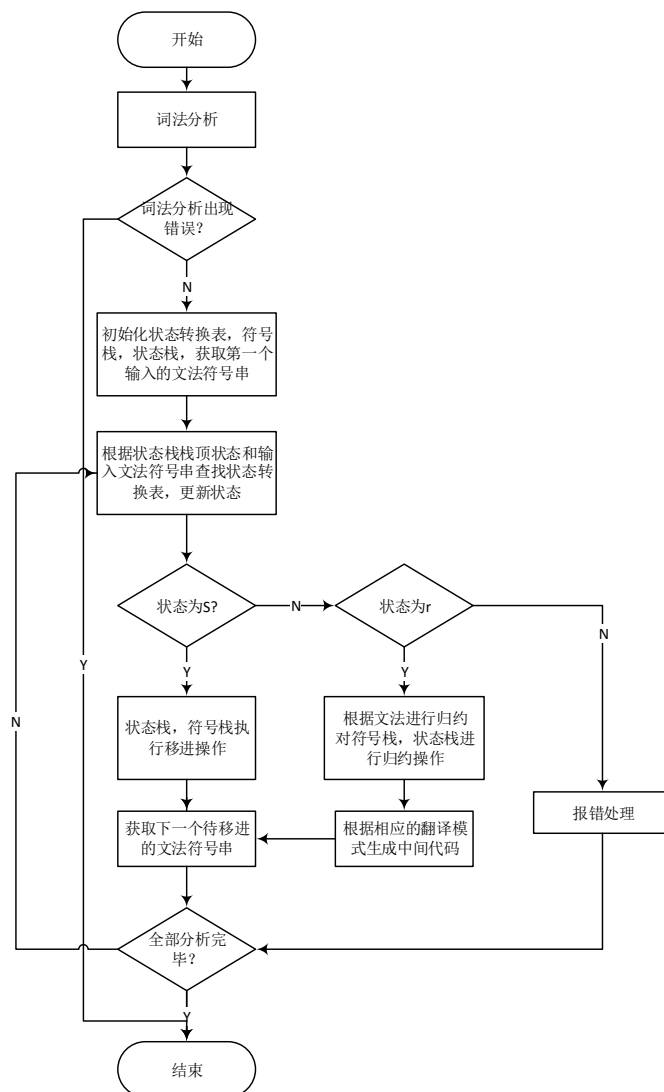 开始
词法分析
词法分析出现
错误？
N
初始化状态转换表，符号
栈，状态栈，获取第一个
输入的文法符号串
根据状态栈栈顶状态和输
入文法符号串查找状态转
换表，更新状态
状态为S?
N
状态为r
N
Y
Y
Y
N
状态栈，符号栈执
行移进操作
根据文法进行归约
对符号栈，状态栈进
行归约操作
报错处理
获取下一个待移进
的文法符号串
根据相应的翻译模
式生成中间代码
全部分析完
毕？
Y
结束